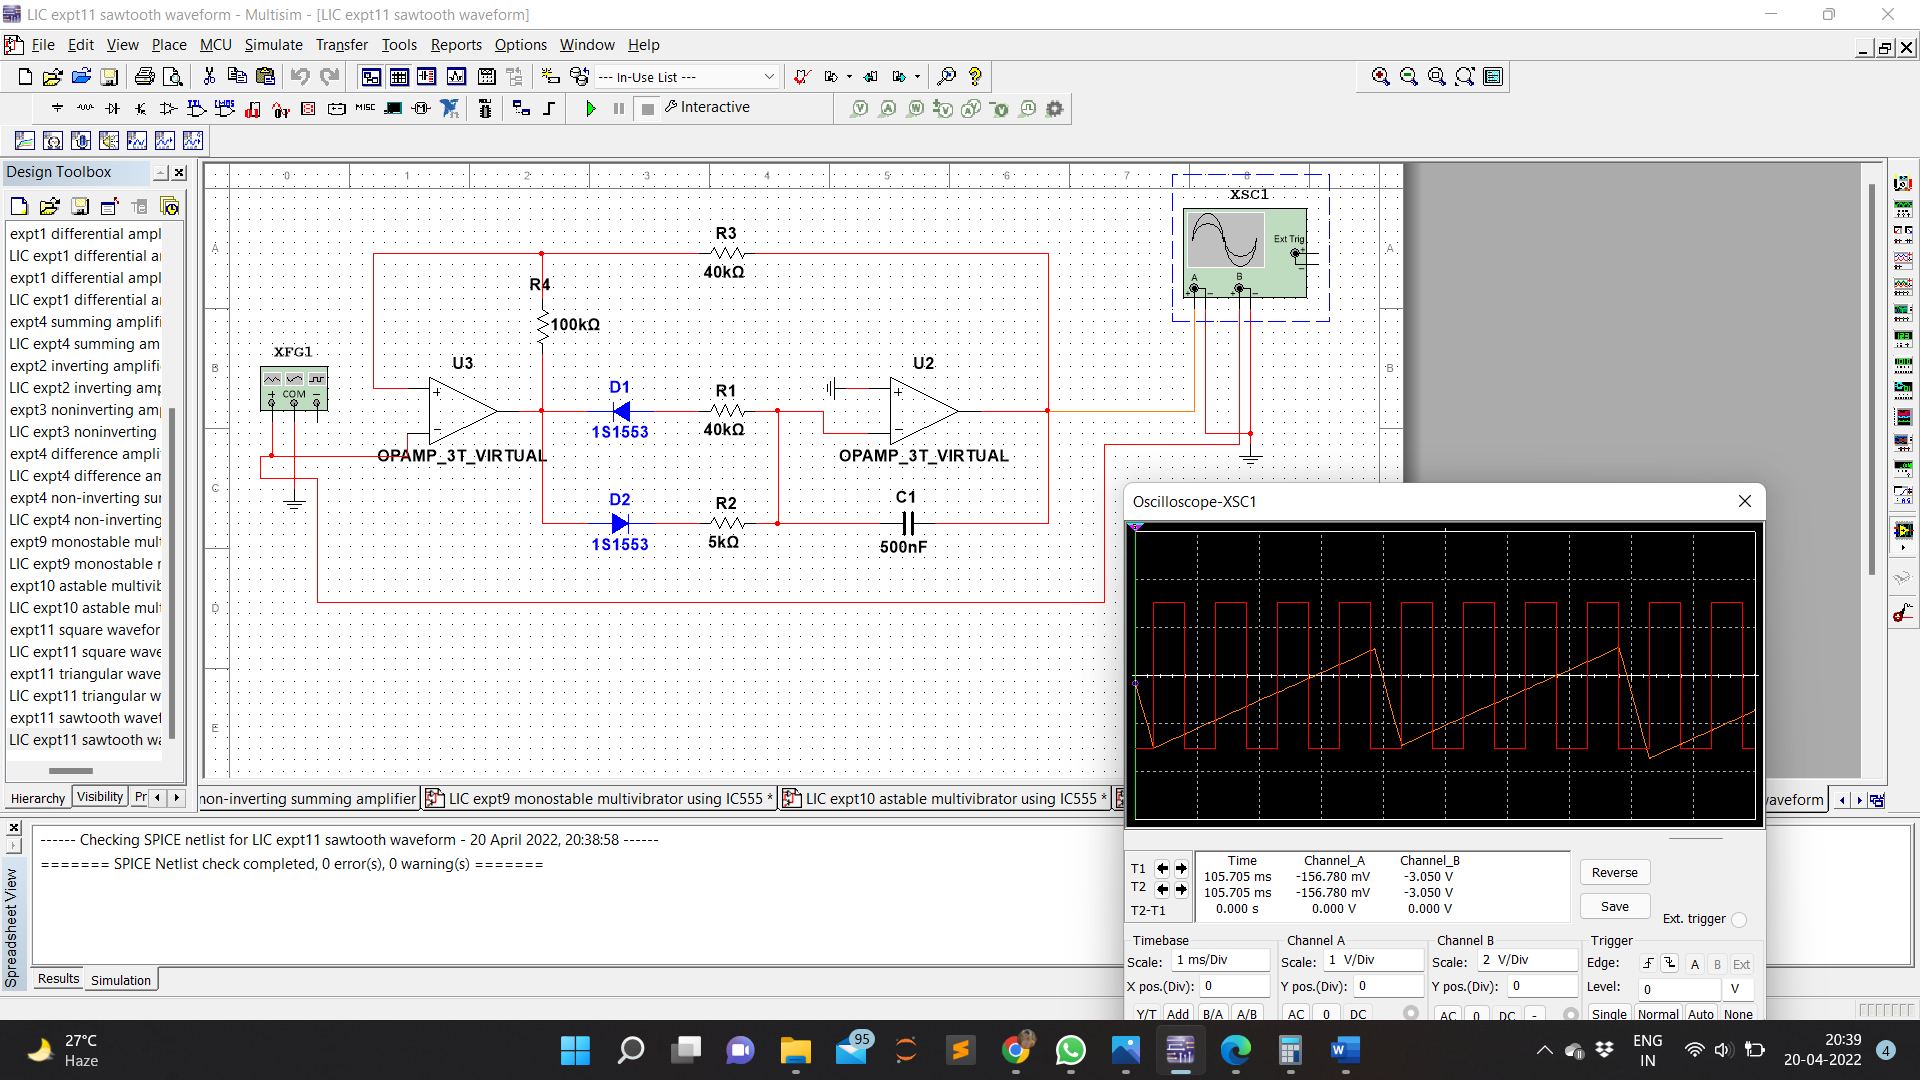 LIC expt11 sawtooth waveform - Multisim - [LIC expt11 sawtooth waveform]
File Edit View Place MCU Simulate Transfer Tools Reports Options Window Help
--- In-Use List ---
MISC
Interactive
Design Toolbox
expt1 differential ampl
LIC expt1 differential a
expt1 differential ampl
LIC expt1 differential a
expt4 summing amplifi
LIC expt4 summing am
expt2 inverting amplifi
LIC expt2 inverting amp
expt3 noninverting am
LIC expt3 noninverting
expt4 difference ampli
LIC expt4 difference am
expt4 non-inverting su
LIC expt4 non-inverting
expt9 monostable mult
LIC expt9 monostable r
expt10 astable multivib
LIC expt10 astable mul
expt11 square wavefor
LIC expt11 square wave
expt11 triangular wave
LIC expt11 triangular w
expt11 sawtooth wavef
LIC expt11 sawtooth wa
Hierarchy Visibility Pr
0 1 2 3 4 5 6 7 8
A
B
C
D
E
A
B
XSC1
Ext Trig
A B
R3
40kΩ
R4
100kΩ
XFG1
COM
U3
OPAMP_3T_VIRTUAL
D1
1S1553
R1
40kΩ
U2
OPAMP_3T_VIRTUAL
D2
1S1553
R2
5kΩ
C1
500nF
Oscilloscope-XSC1
non-inverting summing amplifier
LIC expt9 monostable multivibrator using IC555 *
LIC expt10 astable multivibrator using IC555 *
aveform
------ Checking SPICE netlist for LIC expt11 sawtooth waveform - 20 April 2022, 20:38:58 ------
======= SPICE Netlist check completed, 0 error(s), 0 warning(s) =======
Spreadsheet View
Results Simulation
Time Channel_A Channel_B
T1 105.705 ms -156.780 mV -3.050 V
T2 105.705 ms -156.780 mV -3.050 V
T2-T1 0.000 s 0.000 V 0.000 V
Reverse
Save
Ext. trigger
Timebase Channel A Channel B Trigger
Scale: 1 ms/Div Scale: 1 V/Div Scale: 2 V/Div Edge: A B Ext
X pos.(Div): 0 Y pos.(Div): 0 Y pos.(Div): 0 Level: 0 V
Y/T Add B/A A/B AC 0 DC AC 0 DC - Single Normal Auto None
27°C
Haze
95
ENG
IN
20:39
20-04-2022
4